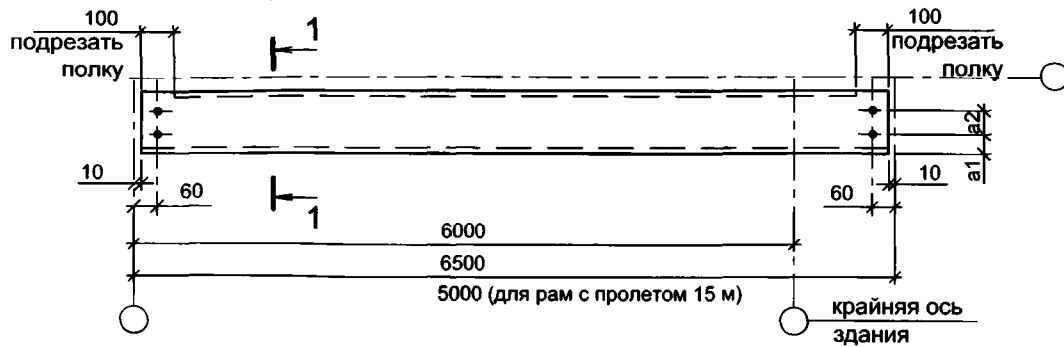 100
подрезать
полку
1
100
подрезать
полку
a2
a1
10
60
1
60
10
6000
6500
5000 (для рам с пролетом 15 м)
крайняя ось
здания